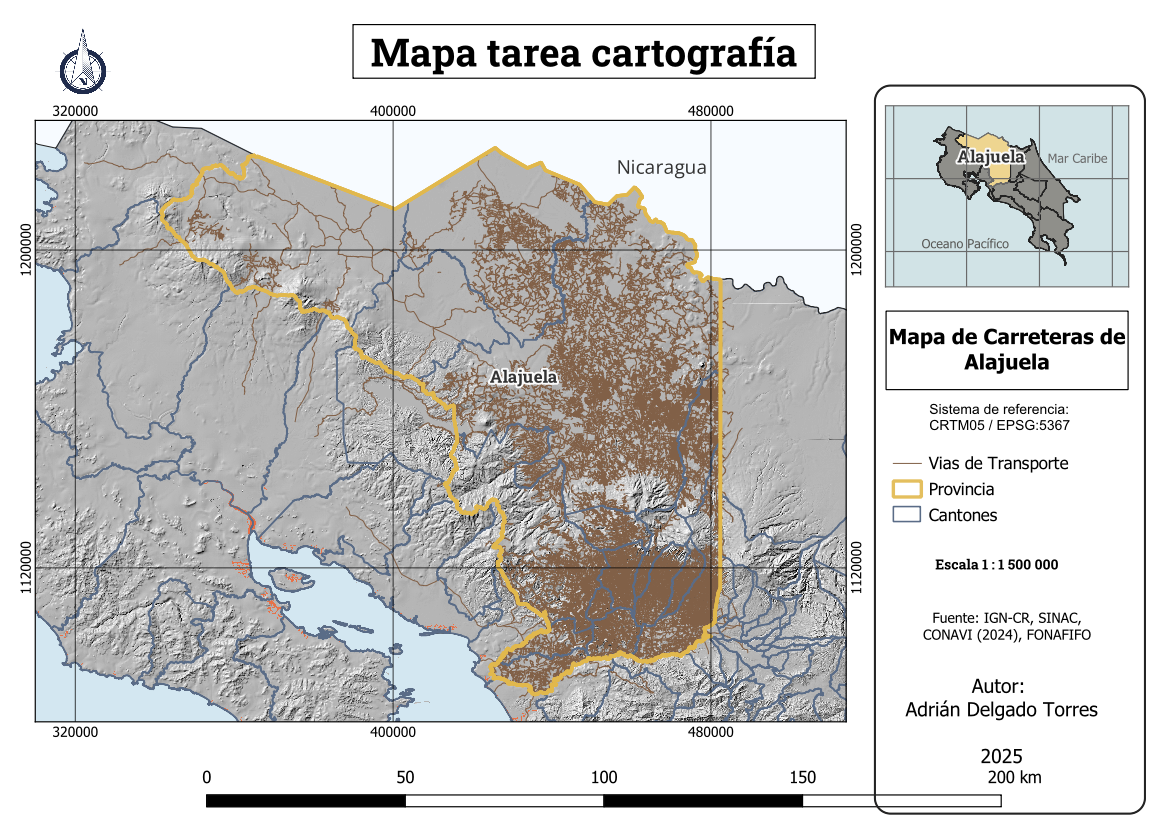 Mapa tarea cartografía
320000
400000
480000
Nicaragua
1200000
1200000
Alajuela
1120000
1120000
320000
400000
480000
0
50
100
150
200 km
Alajuela
Mar Caribe
Oceano Pacífico
Mapa de Carreteras de
Alajuela
Sistema de referencia:
CRTM05 / EPSG:5367
Vias de Transporte
Provincia
Cantones
Escala 1 : 1 500 000
Fuente: IGN-CR, SINAC,
CONAVI (2024), FONAFIFO
Autor:
Adrián Delgado Torres
2025